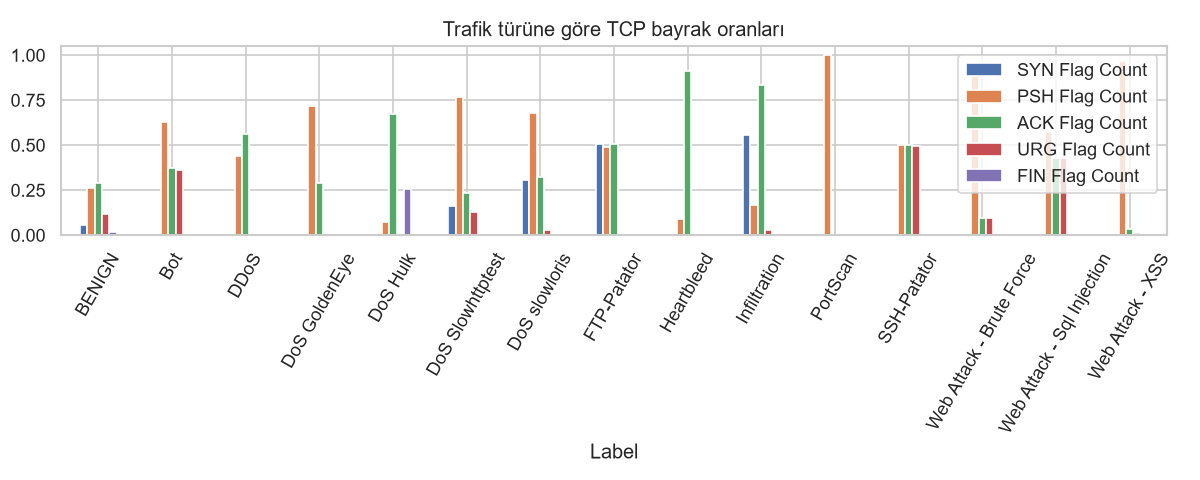 Trafik türüne göre TCP bayrak oranları
1.00
0.75
0.50
0.25
0.00
SYN Flag Count
PSH Flag Count
ACK Flag Count
URG Flag Count
FIN Flag Count
BENIGN
Bot
DDoS
DoS GoldenEye
DoS Hulk
DoS Slowhttptest
DoS slowloris
FTP-Patator
Heartbleed
Infiltration
PortScan
SSH-Patator
Web Attack - Brute Force
Web Attack - Sql Injection
Web Attack - XSS
Label